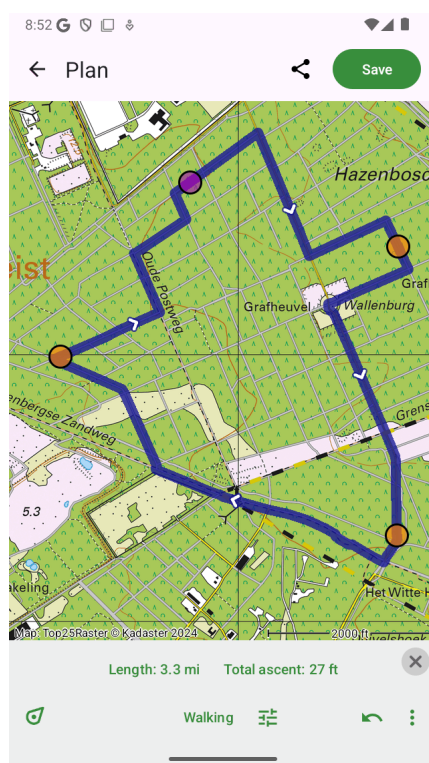 8:52
Plan
Save
Hazenbosc
eist
Oude Postweg
Graf
Grafheuvel
Wallenburg
enbergse Zandweg
Grens
5.3
akeling
Het Witte H
Map: Top25Raster © Kadaster 2024
2000 ft
uvelshoek
Length: 3.3 mi
Total ascent: 27 ft
Walking